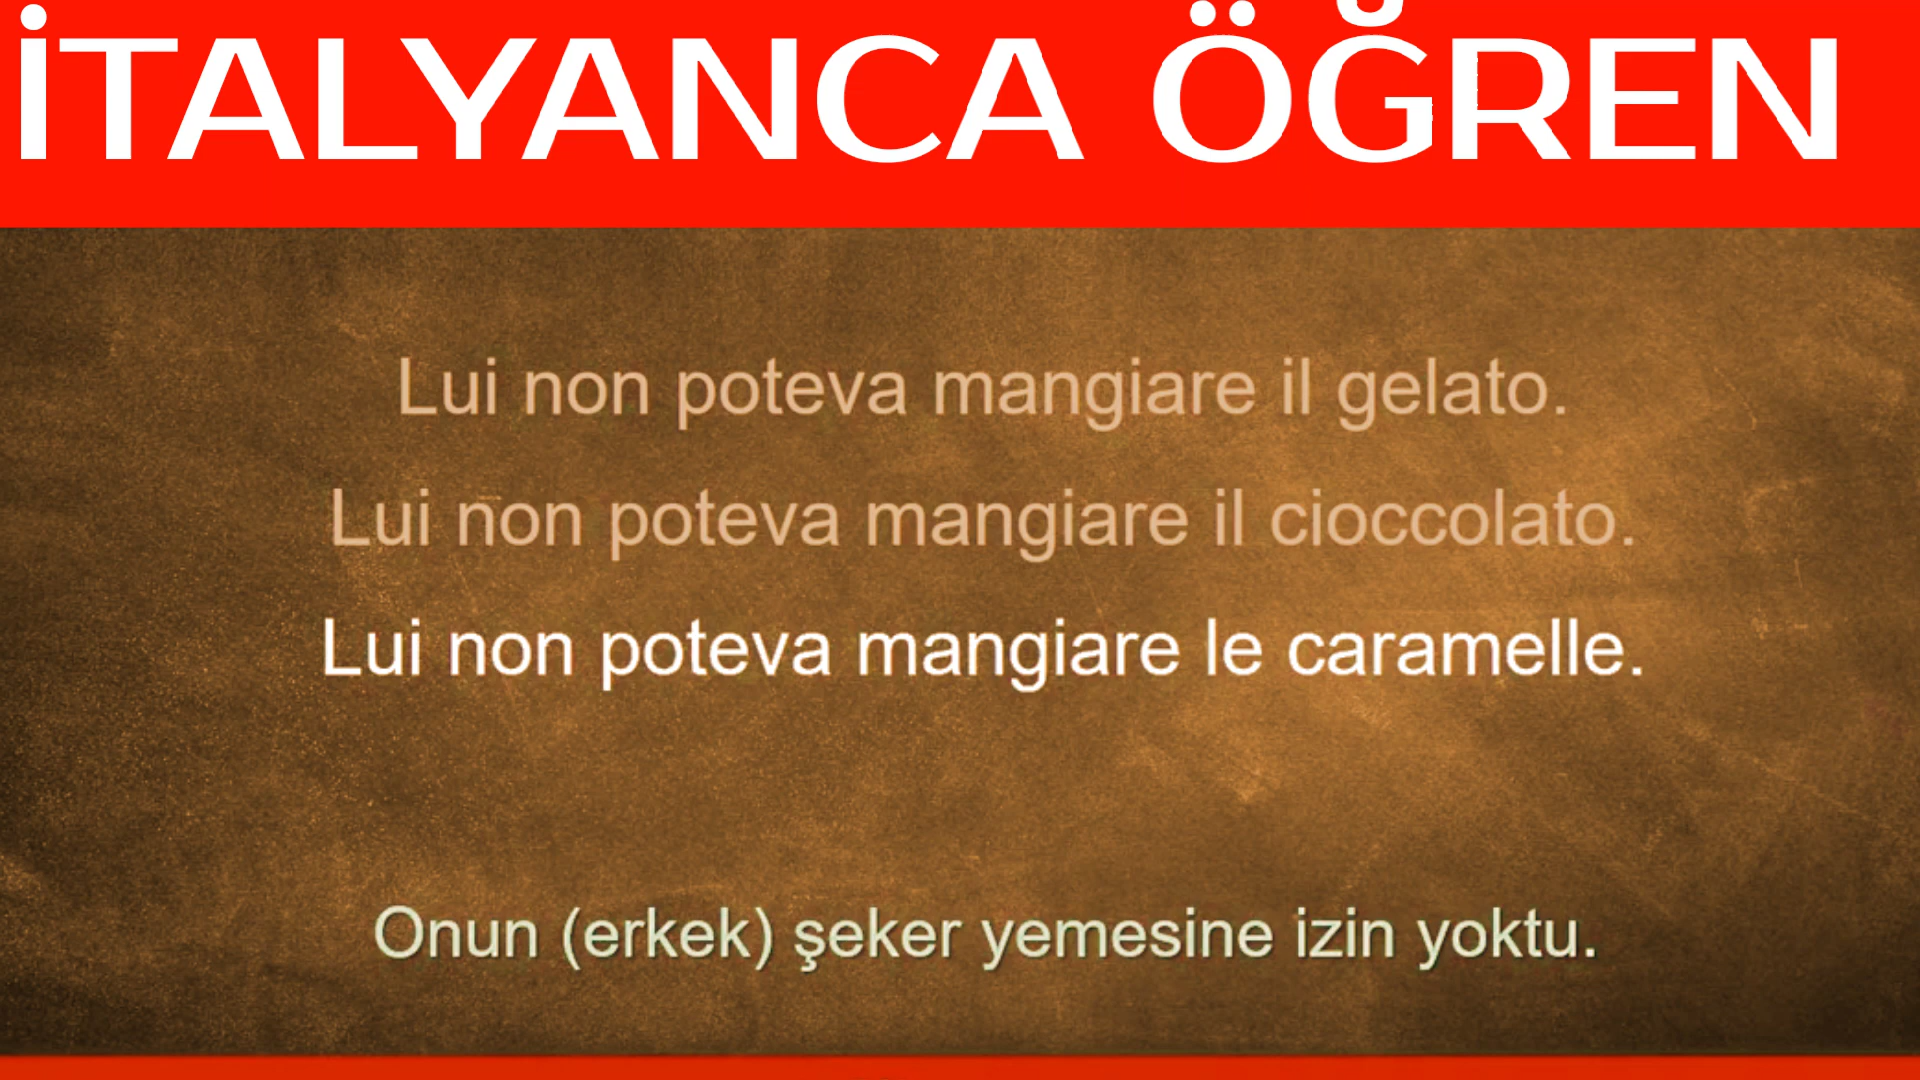 İTALYANCA ÖĞREN
Lui non poteva mangiare il gelato.
Lui non poteva mangiare il cioccolato.
Lui non poteva mangiare le caramelle.
Onun (erkek) şeker yemesine izin yoktu.